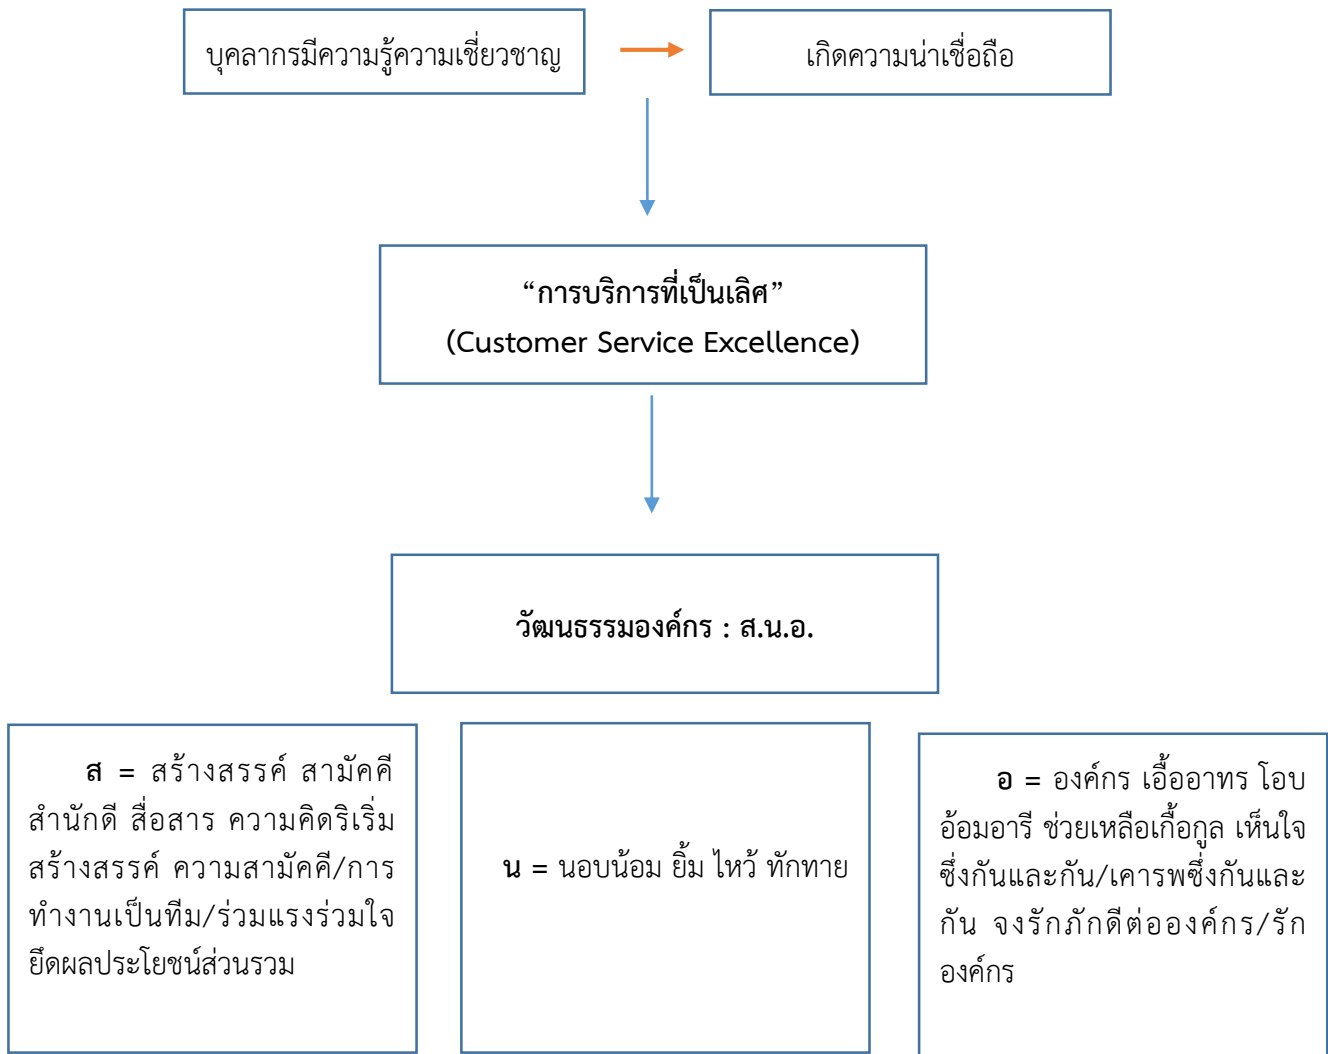 บุคลากรมีความรู้ความเชี่ยวชาญ
เกิดความน่าเชื่อถือ
“การบริการที่เป็นเลิศ”
(Customer Service Excellence)
วัฒนธรรมองค์กร : ส.น.อ.
ส = สร้างสรรค์ สามัคคี
สำนักดี สื่อสาร ความคิดริเริ่ม
สร้างสรรค์ ความสามัคคี/การ
ทำงานเป็นทีม/ร่วมแรงร่วมใจ
ยึดผลประโยชน์ส่วนรวม
น = นอบน้อม ยิ้ม ไหว้ ทักทาย
อ = องค์กร เอื้ออาทร โอบ
อ้อมอารี ช่วยเหลือเกื้อกูล เห็นใจ
ซึ่งกันและกัน/เคารพซึ่งกันและ
กัน จงรักภักดีต่อองค์กร/รัก
องค์กร